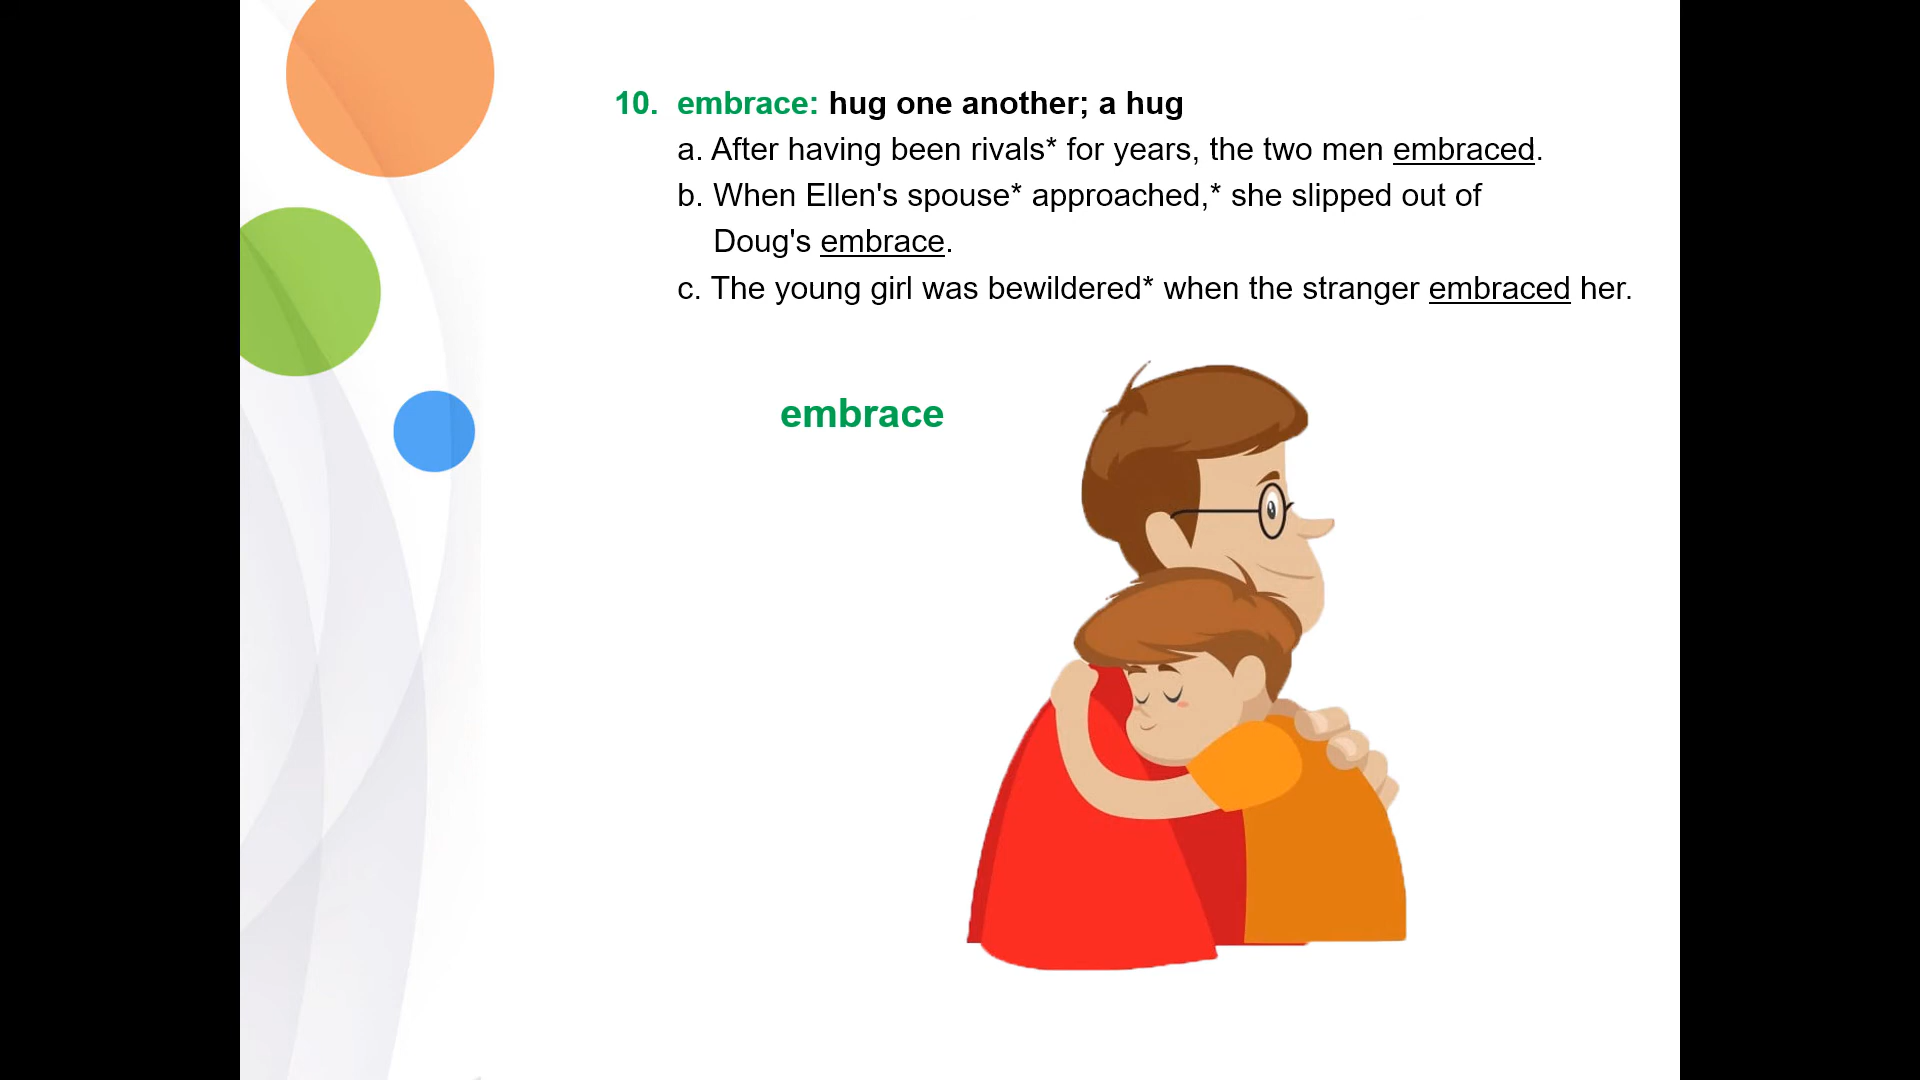 10. embrace: hug one another; a hug
a. After having been rivals* for years, the two men embraced.
b. When Ellen's spouse* approached,* she slipped out of
Doug's embrace.
c. The young girl was bewildered* when the stranger embraced her.
embrace